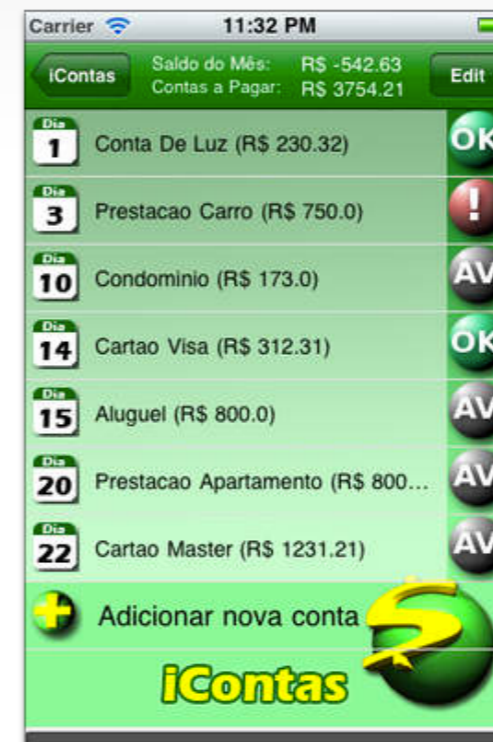 Carrier 11:32 PM
iContas Saldo do Mês: R$ -542.63 Edit
Contas a Pagar: R$ 3754.21
Dia 1 Conta De Luz (R$ 230.32) OK
Dia 3 Prestacao Carro (R$ 750.0) !
Dia 10 Condominio (R$ 173.0) AV
Dia 14 Cartao Visa (R$ 312.31) OK
Dia 15 Aluguel (R$ 800.0) AV
Dia 20 Prestacao Apartamento (R$ 800... AV
Dia 22 Cartao Master (R$ 1231.21) AV
Adicionar nova conta
iContas